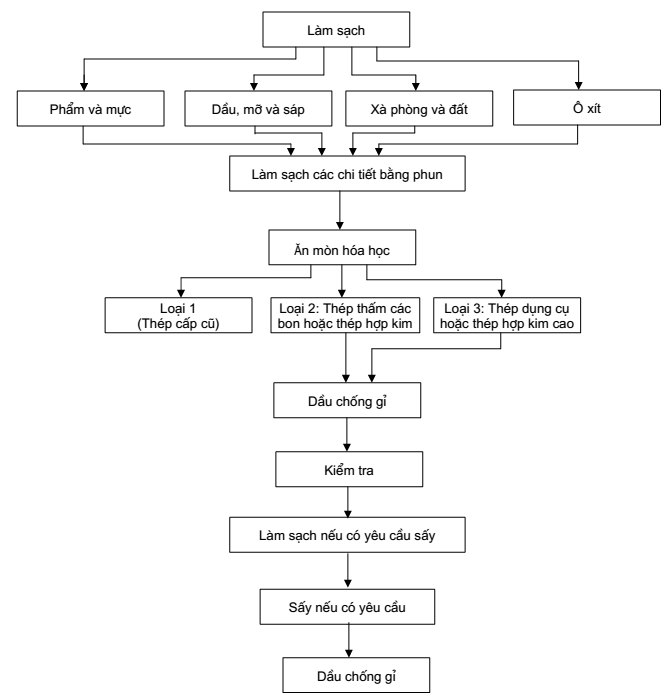 Làm sạch
Phẩm và mực
Dầu, mỡ và sáp
Xà phòng và đất
Ô xít
Làm sạch các chi tiết bằng phun
Ăn mòn hóa học
Loại 1
(Thép cấp cũ)
Loại 2: Thép thấm các
bon hoặc thép hợp kim
Loại 3: Thép dụng cụ
hoặc thép hợp kim cao
Dầu chống gỉ
Kiểm tra
Làm sạch nếu có yêu cầu sấy
Sấy nếu có yêu cầu
Dầu chống gỉ